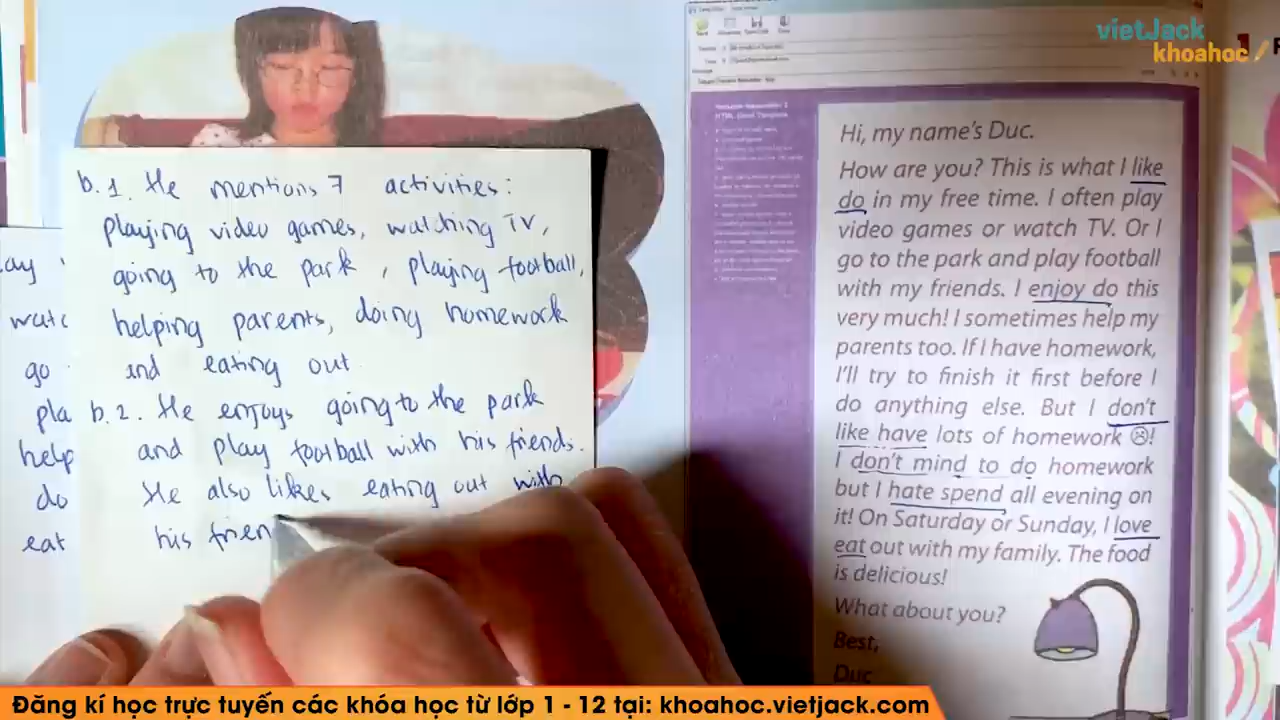 vietJack
khoahoc
Hi, my name's Duc.
How are you? This is what I like
do in my free time. I often play
video games or watch TV. Or I
go to the park and play football
with my friends. I enjoy do this
very much! I sometimes help my
parents too. If I have homework,
I'll try to finish it first before I
do anything else. But I don't
like have lots of homework ☹!
I don't mind to do homework
but I hate spend all evening on
it! On Saturday or Sunday, I love
eat out with my family. The food
is delicious!
What about you?
Best,
Duc
b.1. He mentions 7 activities:
playing video games, watching TV,
going to the park, playing football,
helping parents, doing homework
and eating out
b.2. He enjoys going to the park
and play football with his friends.
He also likes eating out with
his frien
ay
watc
go
pla
help
do
eat
Đăng kí học trực tuyến các khóa học từ lớp 1 - 12 tại: khoahoc.vietjack.com